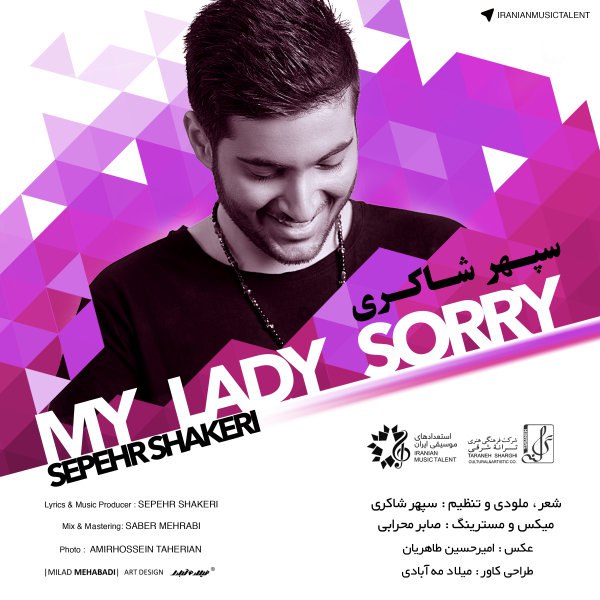 IRANIANMUSICTALENT
سپهر شاکری
MY LADY SORRY
SEPEHR SHAKERI
استعدادهای
موسیقی ایران
IRANIAN
MUSIC TALENT
شرکت فرهنگی هنری
ترانه شرقی
TARANEH SHARGHI
CULTURAL&ARTISTIC CO.
Lyrics & Music Producer : SEPEHR SHAKERI
شعر ، ملودی و تنظیم : سپهر شاکری
Mix & Mastering: SABER MEHRABI
میکس و مسترینگ : صابر محرابی
Photo : AMIRHOSSEIN TAHERIAN
عکس : امیرحسین طاهریان
|MILAD MEHABADI| ART DESIGN
طراحی کاور : میلاد مه آبادی